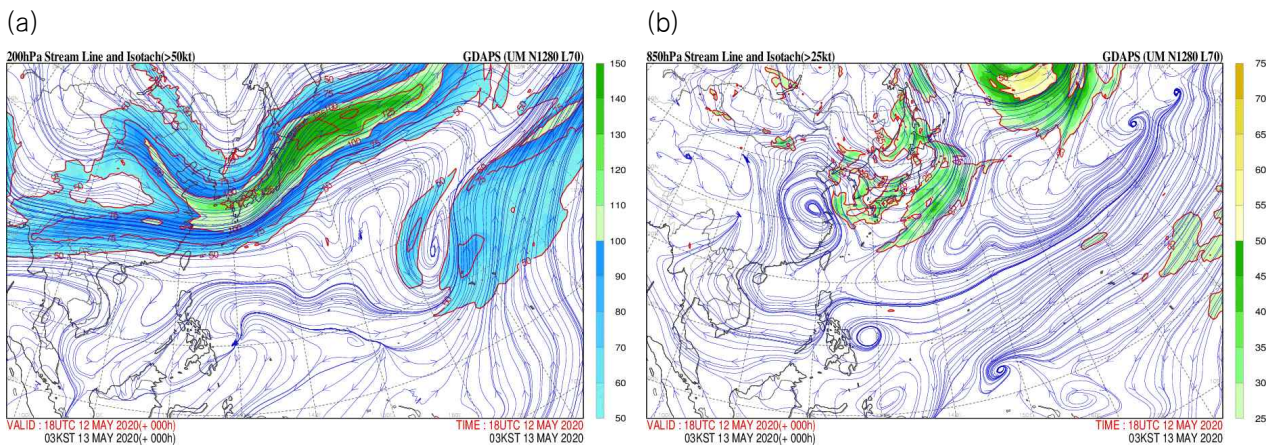 (a)
(b)
200hPa Stream Line and Isotach(>50kt)
GDAPS (UM N1280 L70)
850hPa Stream Line and Isotach(>25kt)
GDAPS (UM N1280 L70)
150
140
130
120
110
100
90
80
70
60
50
75
70
65
60
55
50
45
40
35
30
25
VALID : 18UTC 12 MAY 2020(+ 000h)
TIME : 18UTC 12 MAY 2020
03KST 13 MAY 2020(+ 000h)
03KST 13 MAY 2020
VALID : 18UTC 12 MAY 2020(+ 000h)
TIME : 18UTC 12 MAY 2020
03KST 13 MAY 2020(+ 000h)
03KST 13 MAY 2020